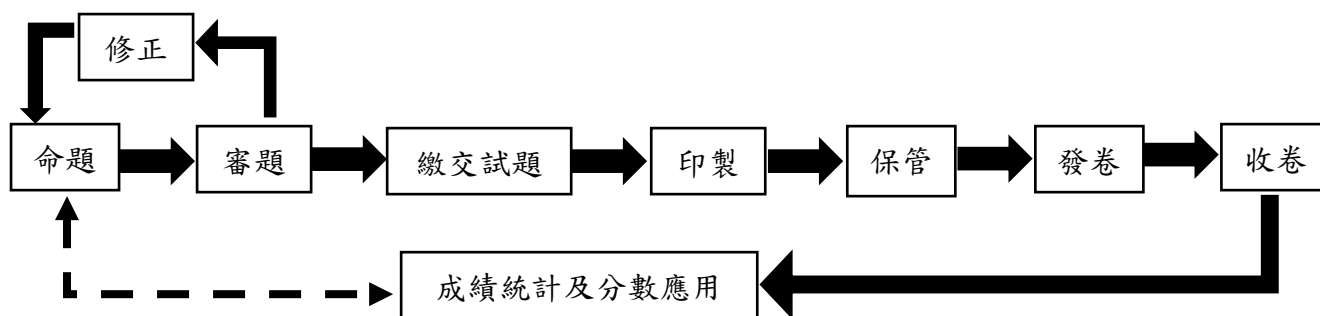 修正
命題
審題
繳交試題
印製
保管
發卷
收卷
成績統計及分數應用